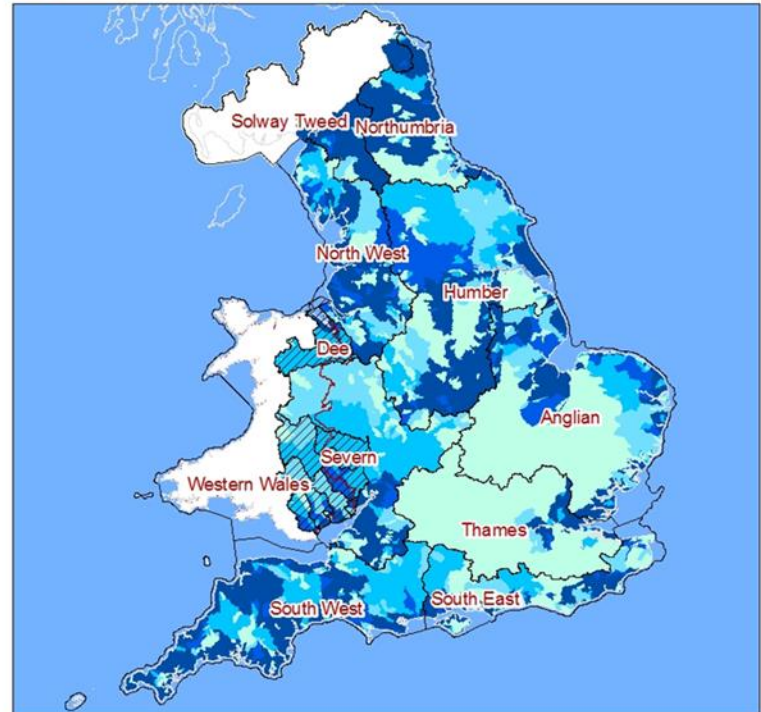 Solway Tweed
Northumbria
North West
Humber
Dee
Anglian
Severn
Western Wales
Thames
South East
South West